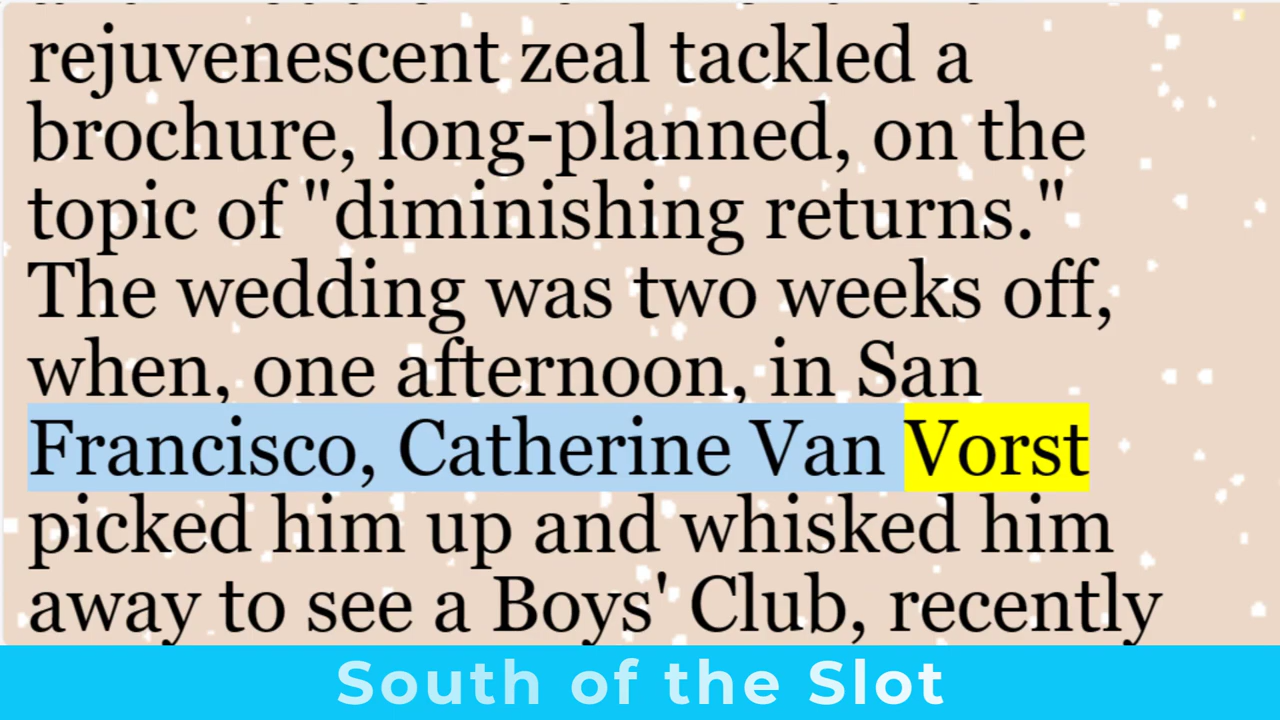 rejuvenescent zeal tackled a
brochure, long-planned, on the
topic of "diminishing returns."
The wedding was two weeks off,
when, one afternoon, in San
Francisco, Catherine Van Vorst
picked him up and whisked him
away to see a Boys' Club, recently
South of the Slot